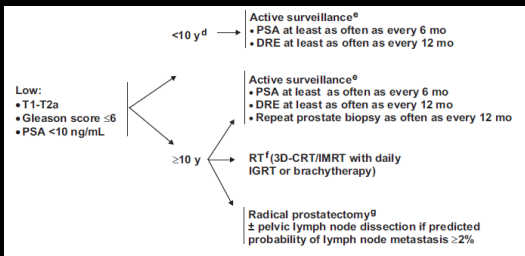 Active surveillanceᵉ
• PSA at least as often as every 6 mo
• DRE at least as often as every 12 mo
<10 yᵈ
Low:
• T1-T2a
• Gleason score ≤6
• PSA <10 ng/mL
≥10 y
Active surveillanceᵉ
• PSA at least as often as every 6 mo
• DRE at least as often as every 12 mo
• Repeat prostate biopsy as often as every 12 mo
RTᶠ(3D-CRT/IMRT with daily
IGRT or brachytherapy)
Radical prostatectomyᵍ
± pelvic lymph node dissection if predicted
probability of lymph node metastasis ≥2%